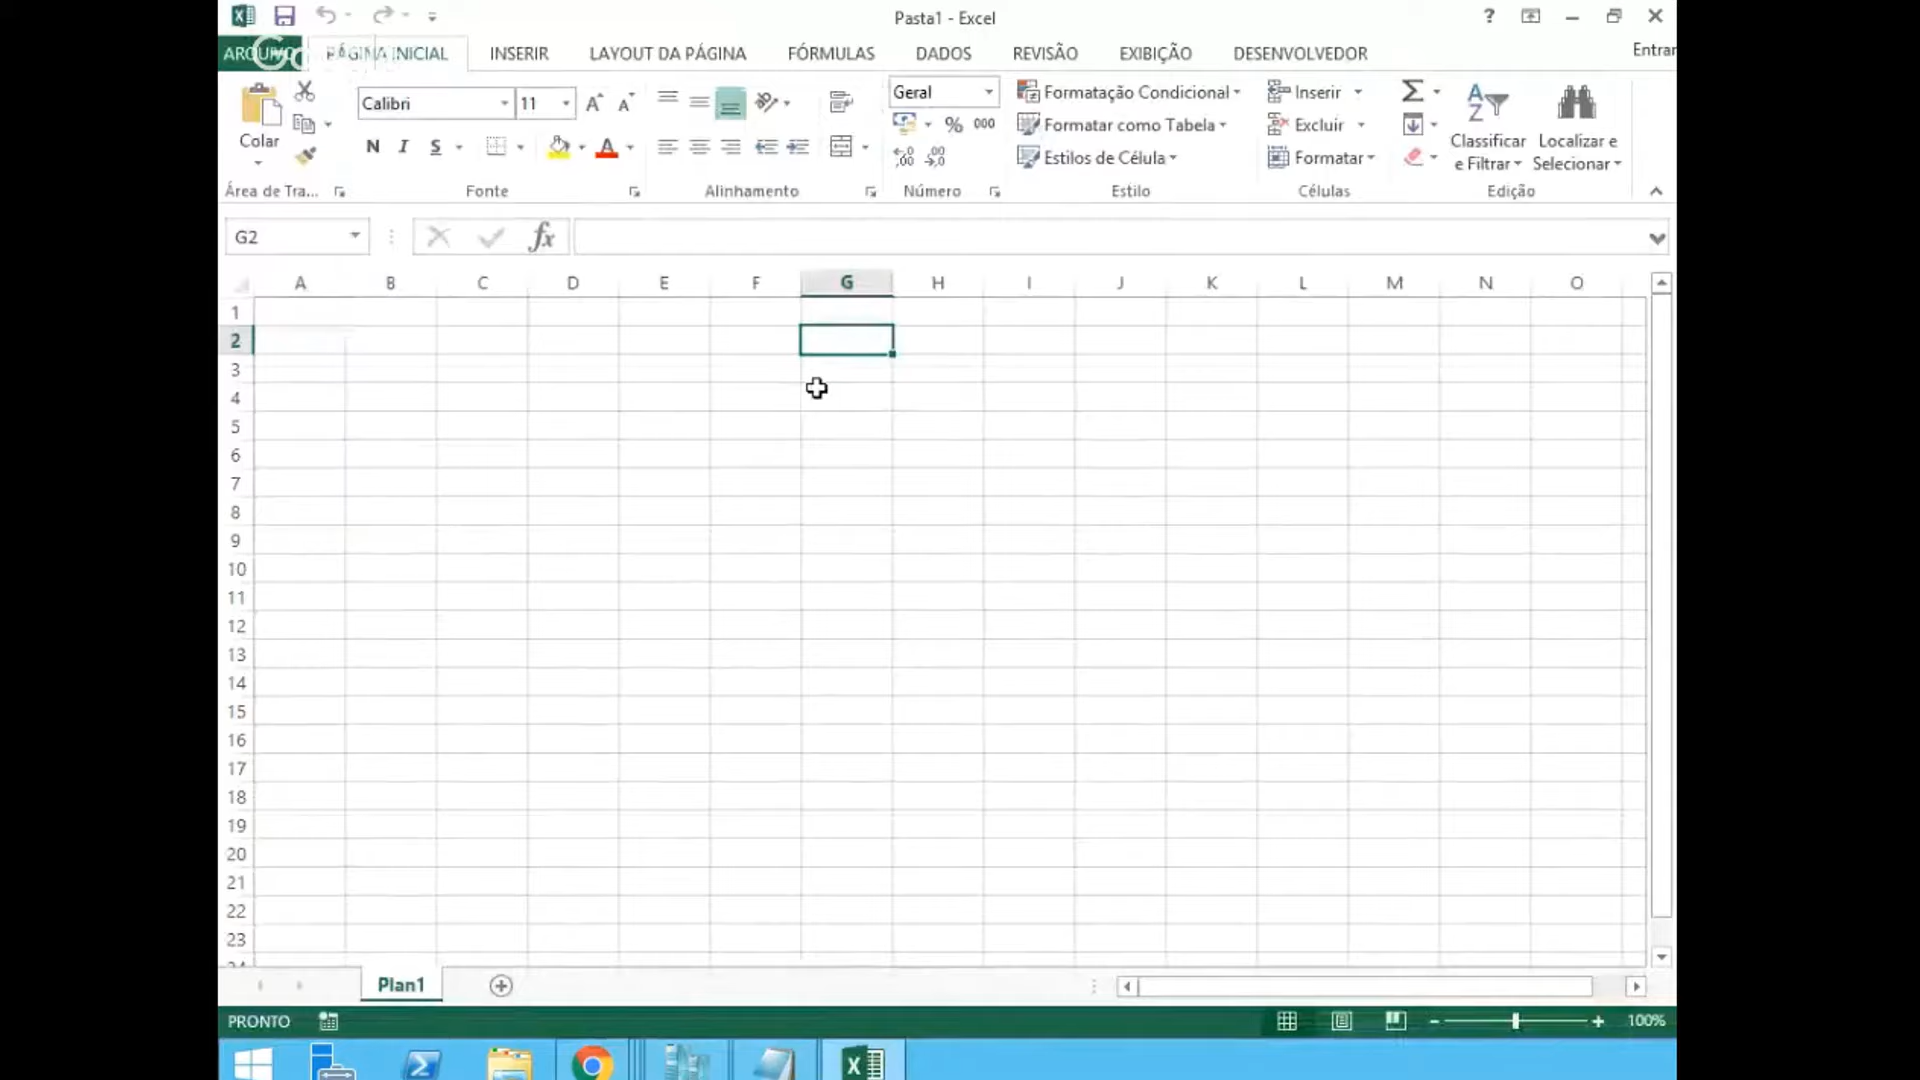 Pasta1 - Excel
?
ARQUIVO PÁGINA INICIAL INSERIR LAYOUT DA PÁGINA FÓRMULAS DADOS REVISÃO EXIBIÇÃO DESENVOLVEDOR Entrar
Colar
Calibri 11
N I S
Geral
% 000
Formatação Condicional
Formatar como Tabela
Estilos de Célula
Inserir
Excluir
Formatar
Σ
Classificar e Filtrar
Localizar e Selecionar
Área de Tra... Fonte Alinhamento Número Estilo Células Edição
G2 fx
A B C D E F G H I J K L M N O
1
2
3
4
5
6
7
8
9
10
11
12
13
14
15
16
17
18
19
20
21
22
23
Plan1
PRONTO 100%